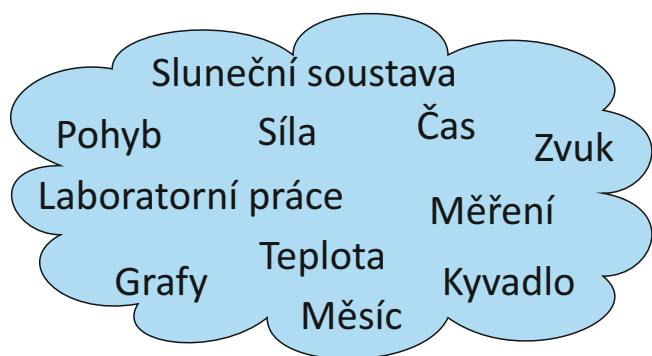 Sluneční soustava
Pohyb
Síla
Čas
Zvuk
Laboratorní práce
Měření
Teplota
Grafy
Kyvadlo
Měsíc